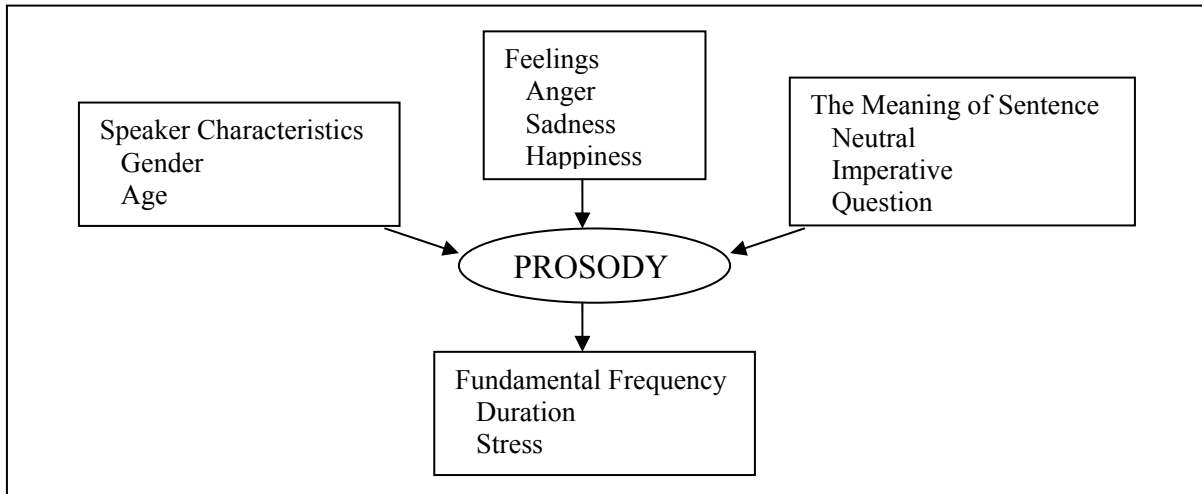 Speaker Characteristics
Gender
Age
Feelings
Anger
Sadness
Happiness
The Meaning of Sentence
Neutral
Imperative
Question
PROSODY
Fundamental Frequency
Duration
Stress